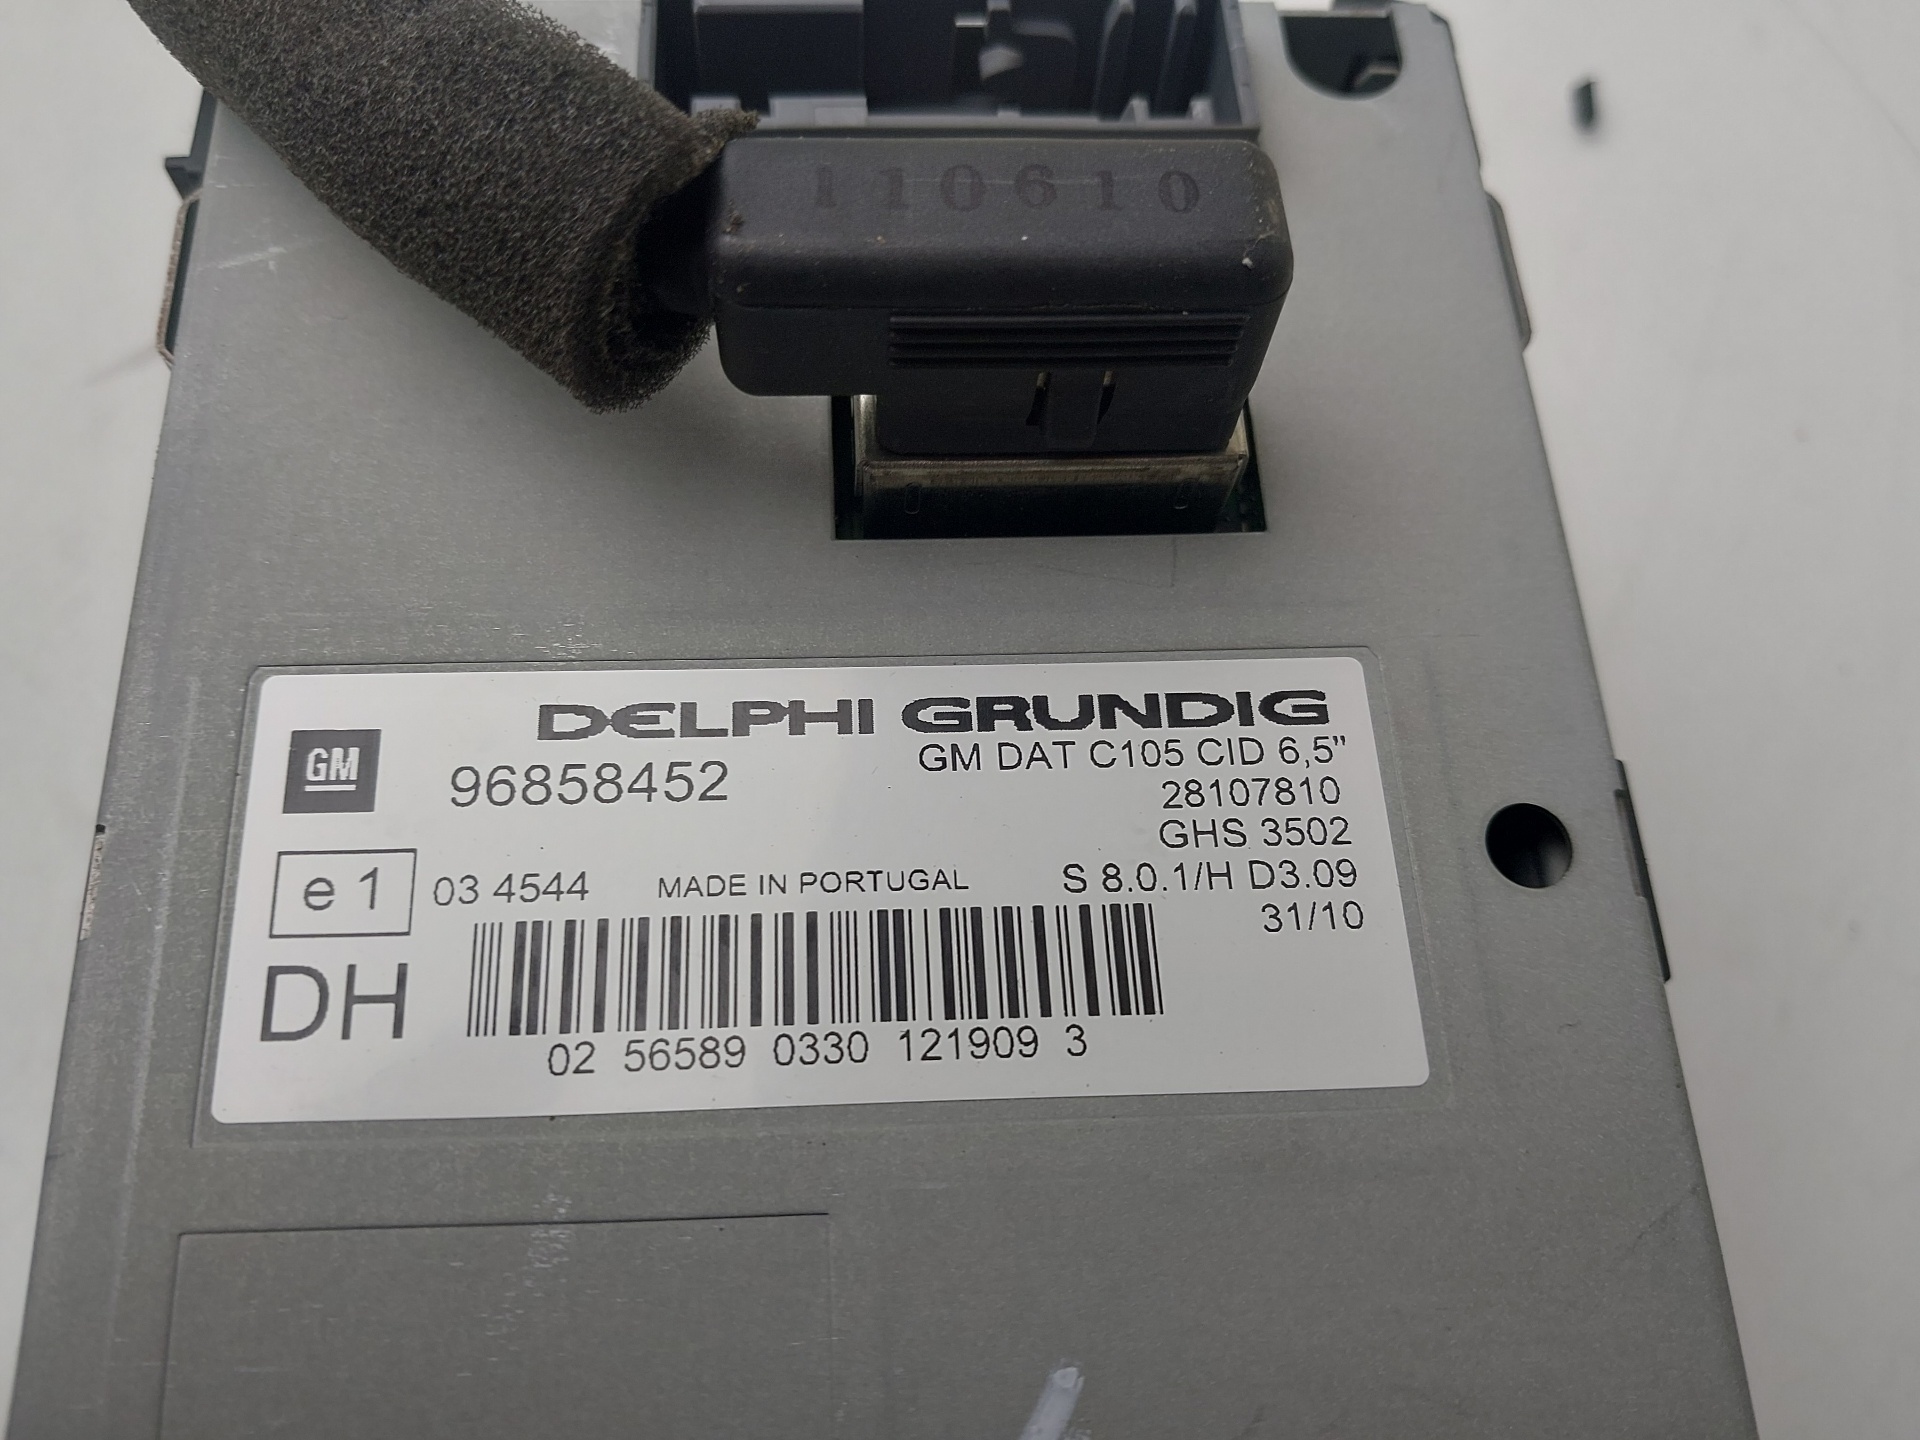 110610
DELPHI GRUNDIG
GM
96858452
GM DAT C105 CID 6,5"
28107810
GHS 3502
e1
03 4544
MADE IN PORTUGAL
S 8.0.1/H D3.09
31/10
DH
02 56589 0330 121909 3